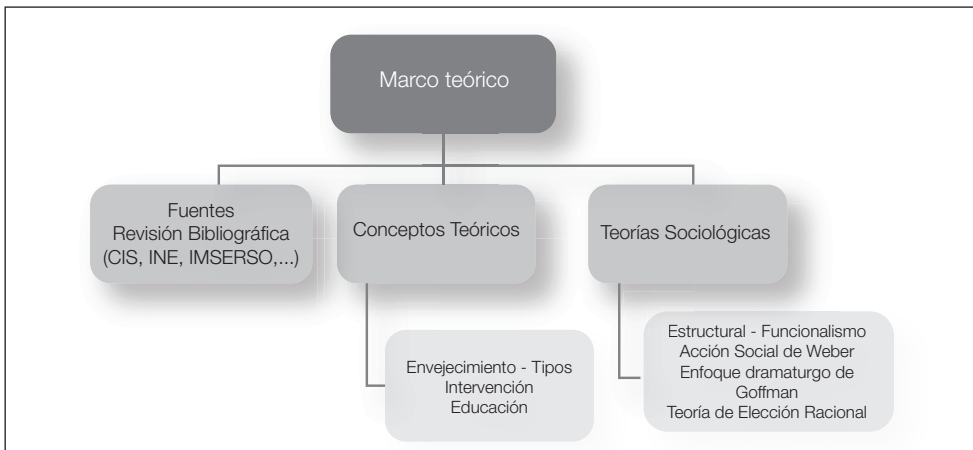 Marco teórico
Fuentes
Revisión Bibliográfica
(CIS, INE, IMSERSO,...)
Conceptos Teóricos
Teorías Sociológicas
Envejecimiento - Tipos
Intervención
Educación
Estructural - Funcionalismo
Acción Social de Weber
Enfoque dramaturgo de
Goffman
Teoría de Elección Racional